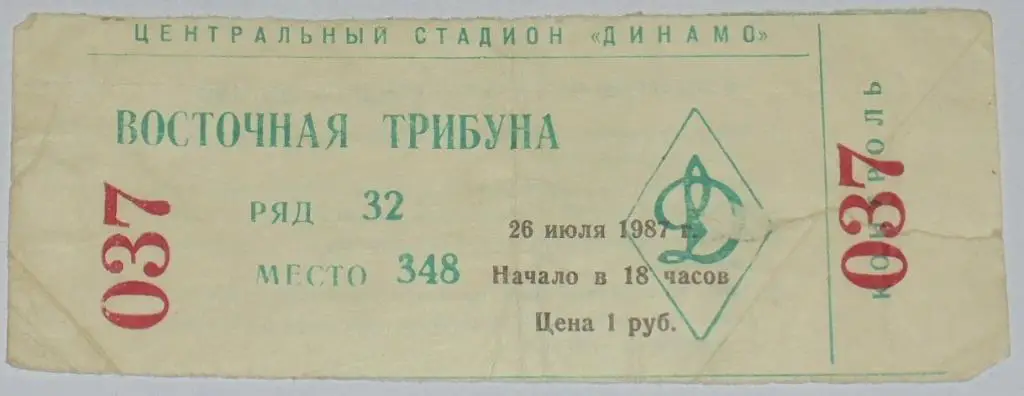 ЦЕНТРАЛЬНЫЙ СТАДИОН «ДИНАМО»
ВОСТОЧНАЯ ТРИБУНА
РЯД 32
МЕСТО 348
26 июля 1987 г.
Начало в 18 часов
Цена 1 руб.
037
Д
КОНТРОЛЬ
037